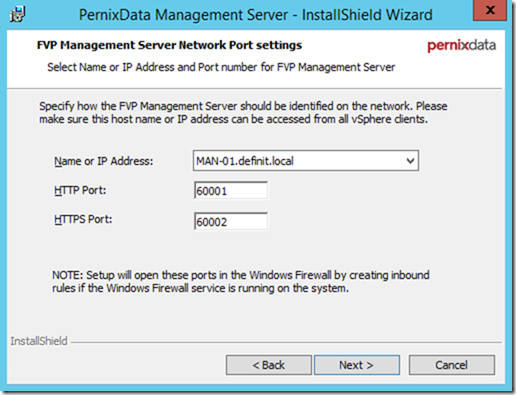 PernixData Management Server - InstallShield Wizard
X
FVP Management Server Network Port settings
pernixdata
Select Name or IP Address and Port number for FVP Management Server
Specify how the FVP Management Server should be identified on the network. Please
make sure this host name or IP address can be accessed from all vSphere clients.
Name or IP Address:
MAN-01.definit.local
HTTP Port:
60001
HTTPS Port:
60002
NOTE: Setup will open these ports in the Windows Firewall by creating inbound
rules if the Windows Firewall service is running on the system.
InstallShield
< Back
Next >
Cancel